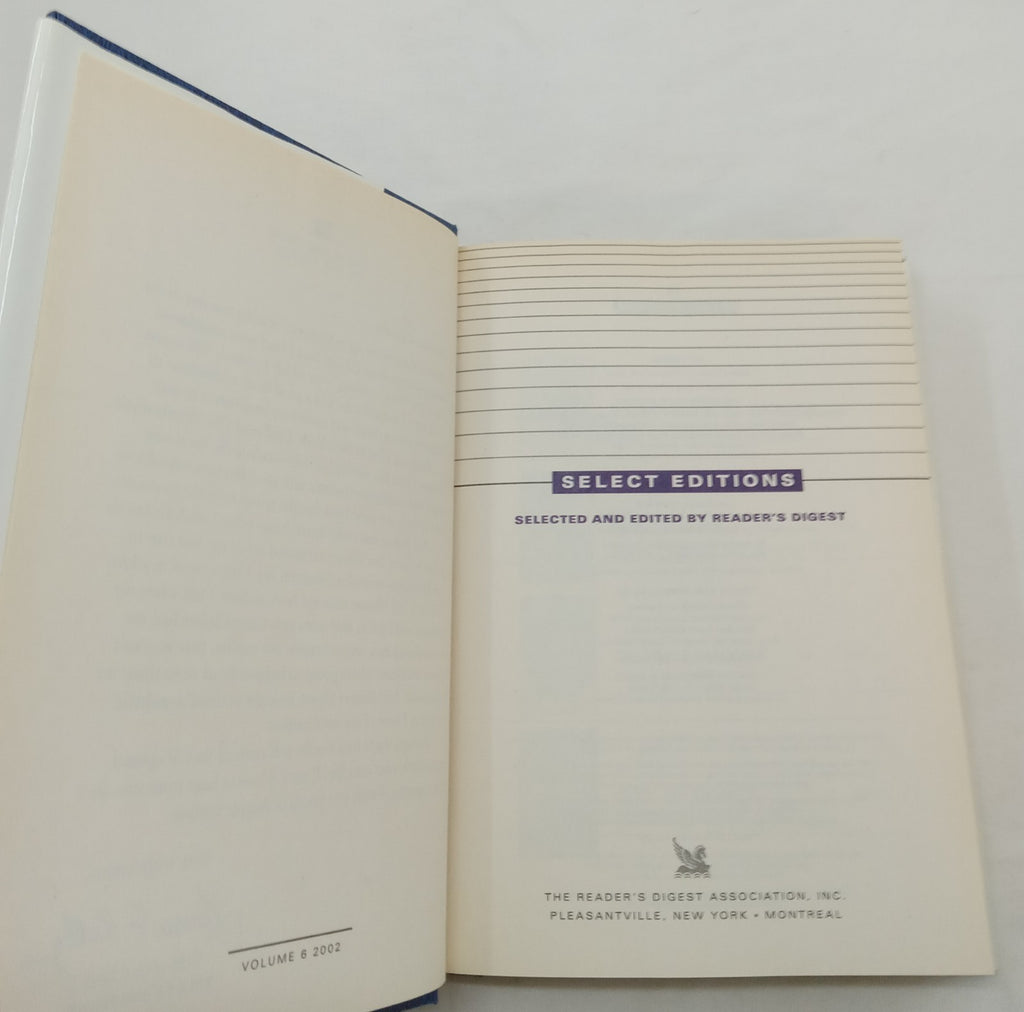 VOLUME 6 2002
SELECT EDITIONS
SELECTED AND EDITED BY READER'S DIGEST
THE READER'S DIGEST ASSOCIATION, INC.
PLEASANTVILLE, NEW YORK • MONTREAL